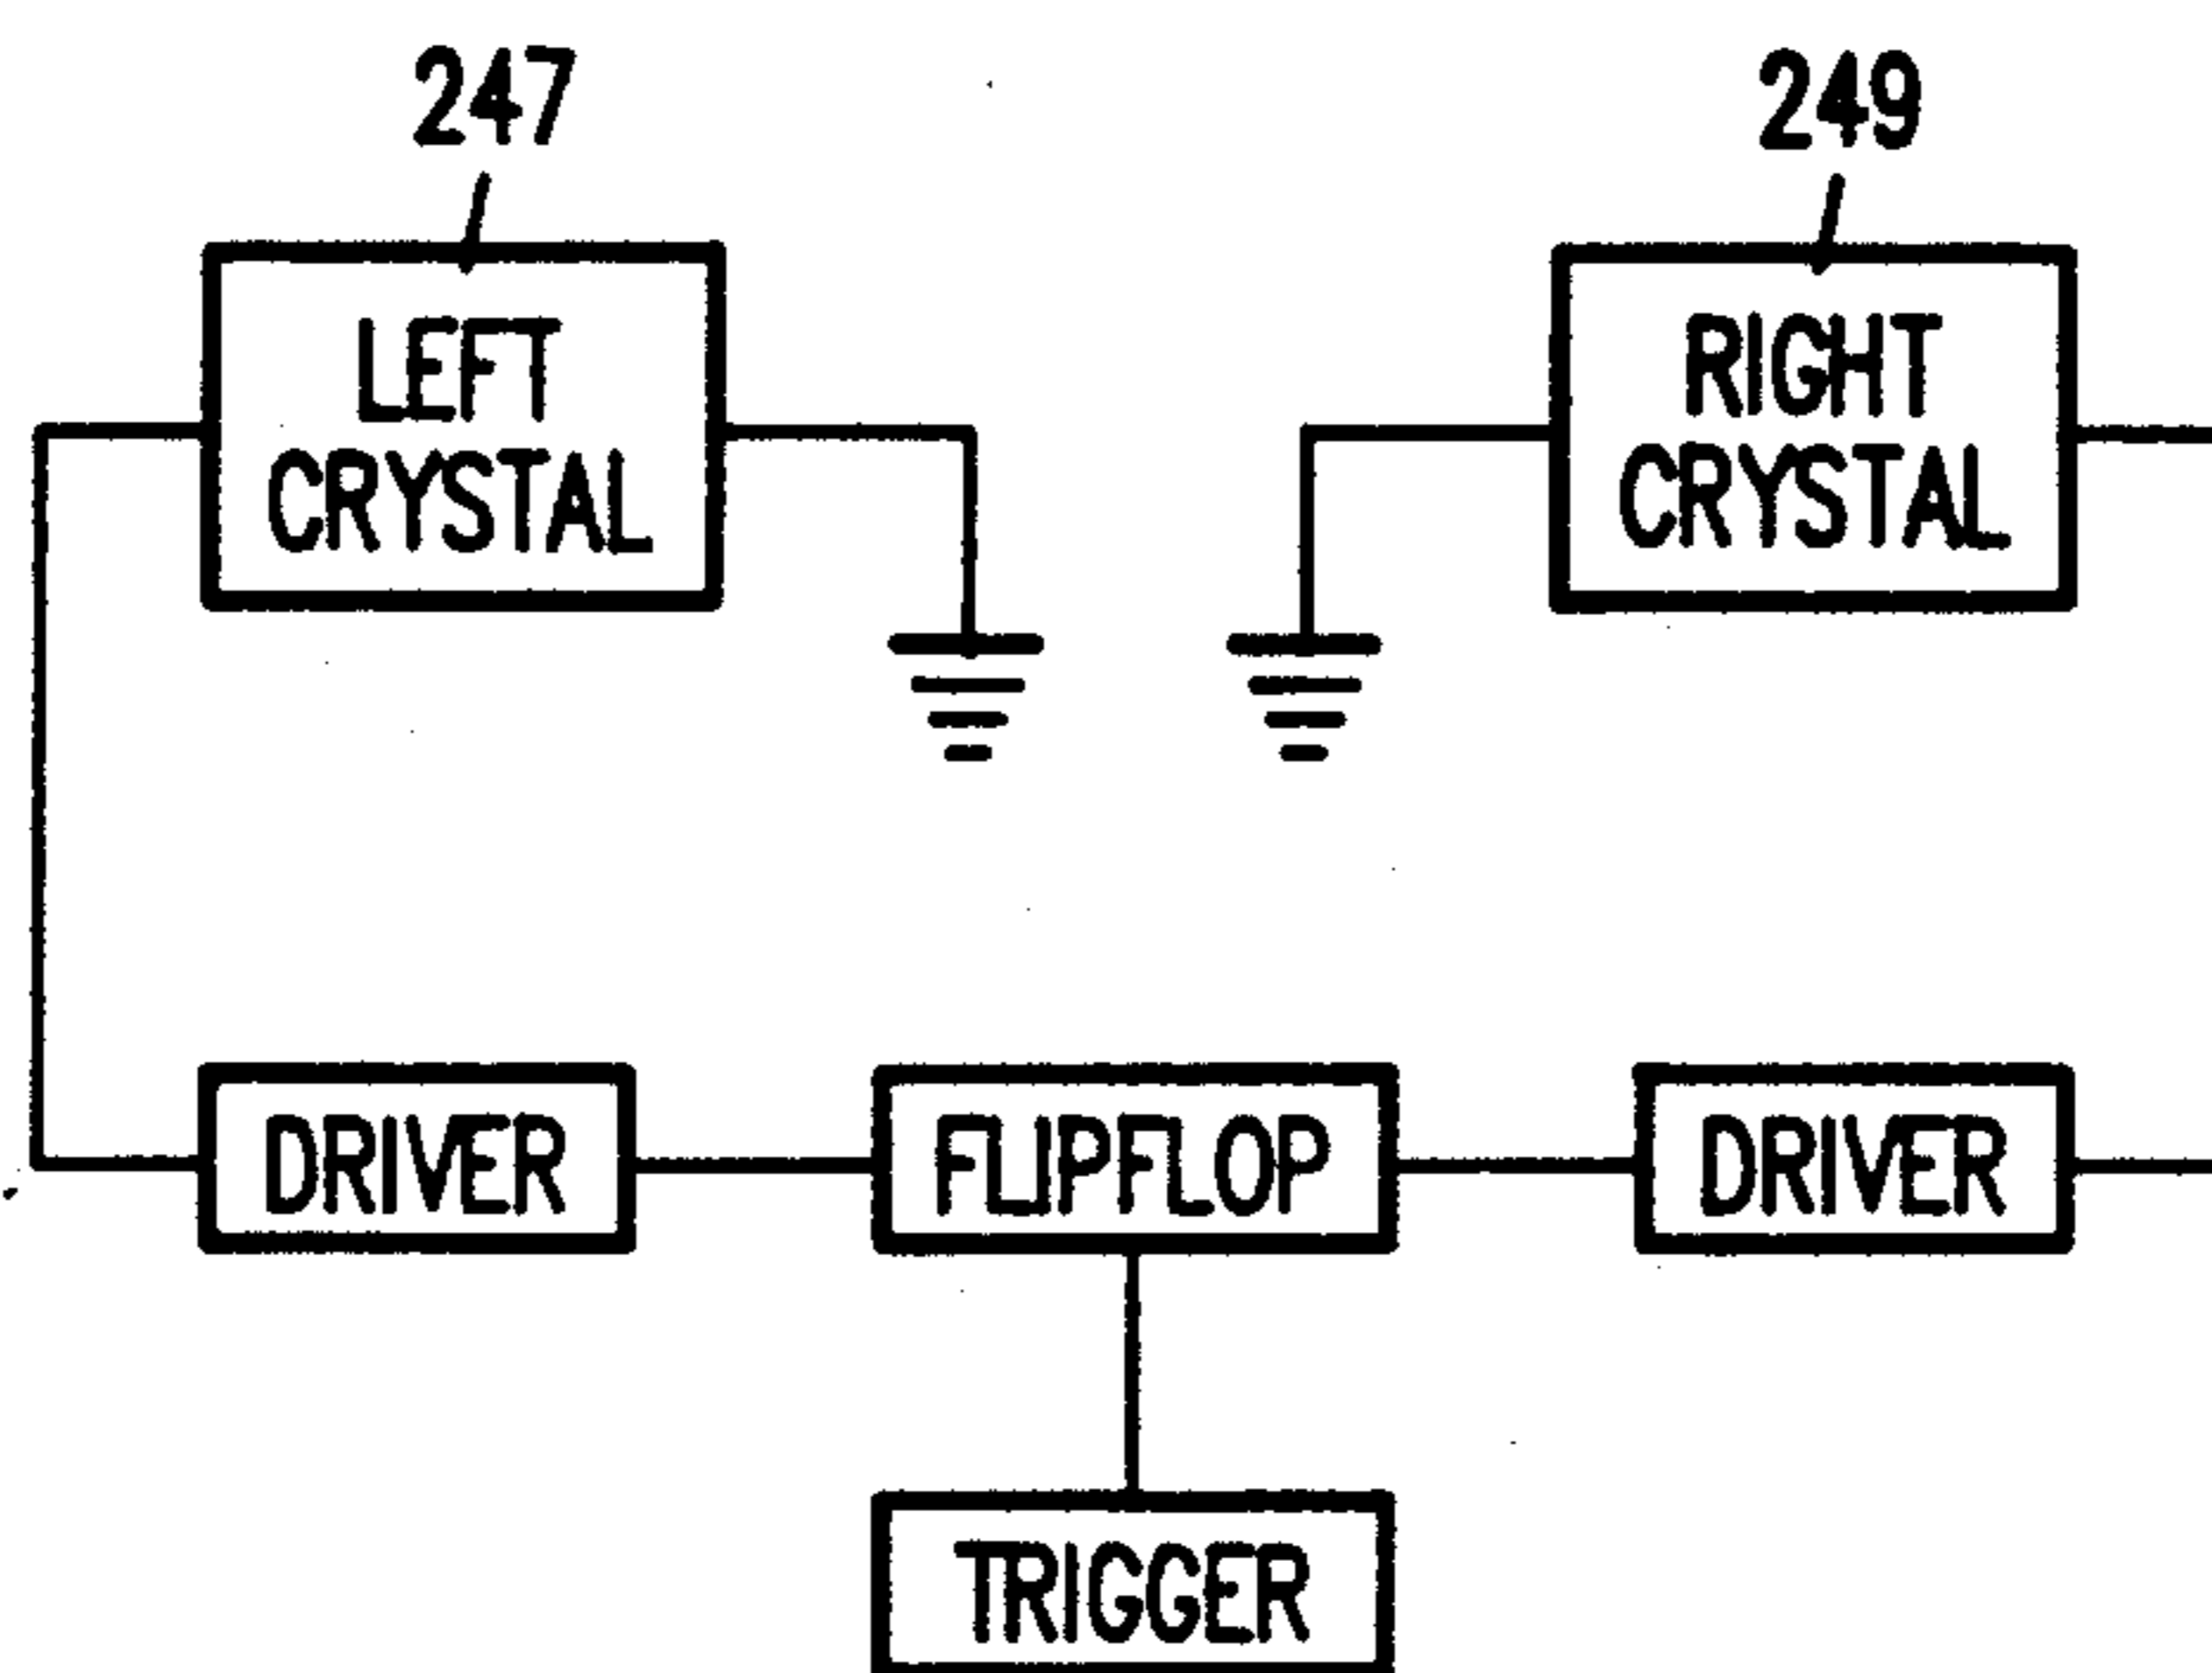 247
249
LEFT
CRYSTAL
RIGHT
CRYSTAL
DRIVER
FLIPFLOP
DRIVER
TRIGGER